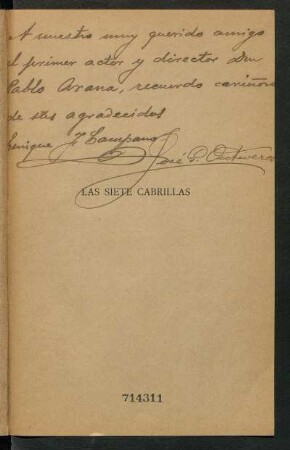 A nuestro muy querido amigo
el primer actor y director Don
Pablo Arana, recuerdo cariñoso
de sus agradecidos
Enrique F Campano
José P.
LAS SIETE CABRILLAS
714311